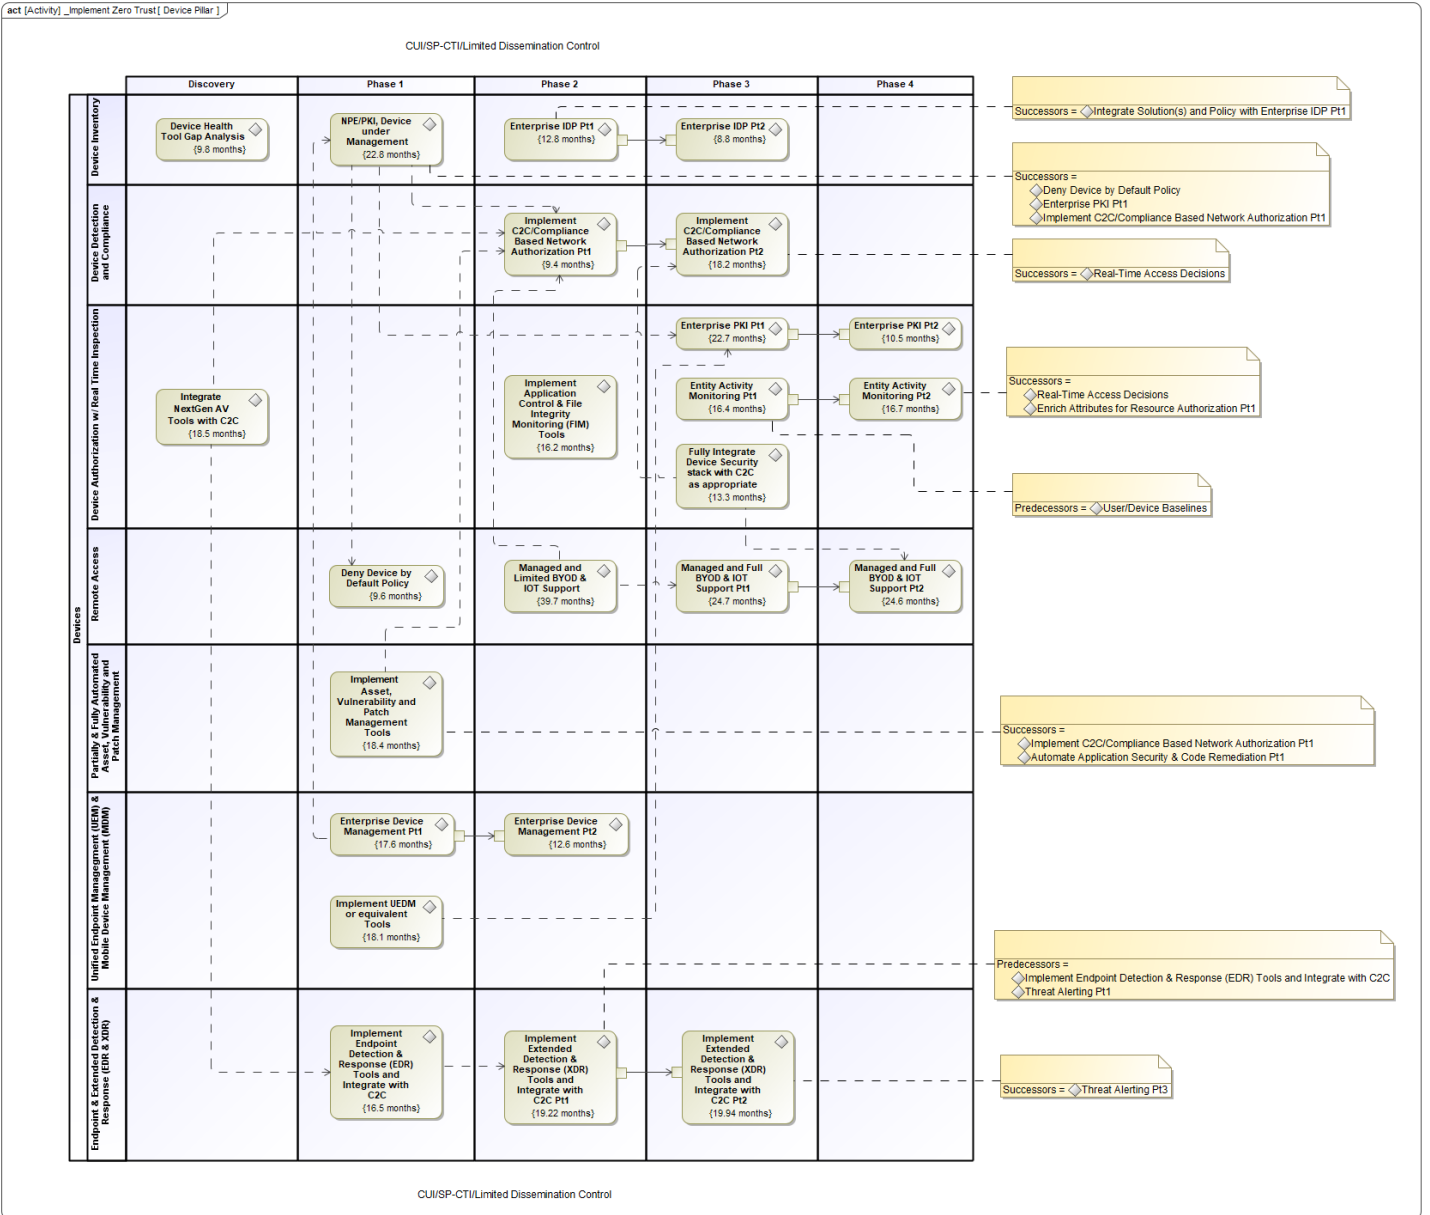 act [Activity] _Implement Zero Trust [ Device Pillar ]
CUI/SP-CTI/Limited Dissemination Control
Discovery
Phase 1
Phase 2
Phase 3
Phase 4
Devices
Device Inventory
Device Health
Tool Gap Analysis
{9.8 months}
NPE/PKI, Device
under
Management
{22.8 months}
Enterprise IDP Pt1
{12.8 months}
Enterprise IDP Pt2
{8.8 months}
Successors = Integrate Solution(s) and Policy with Enterprise IDP Pt1
Successors =
Deny Device by Default Policy
Enterprise PKI Pt1
Implement C2C/Compliance Based Network Authorization Pt1
Device Detection
and Compliance
Implement
C2C/Compliance
Based Network
Authorization Pt1
{9.4 months}
Implement
C2C/Compliance
Based Network
Authorization Pt2
{18.2 months}
Successors = Real-Time Access Decisions
Device Authorization w/ Real Time Inspection
Integrate
NextGen AV
Tools with C2C
{18.5 months}
Implement
Application
Control & File
Integrity
Monitoring (FIM)
Tools
{16.2 months}
Enterprise PKI Pt1
{22.7 months}
Enterprise PKI Pt2
{10.5 months}
Entity Activity
Monitoring Pt1
{16.4 months}
Entity Activity
Monitoring Pt2
{16.7 months}
Fully Integrate
Device Security
stack with C2C
as appropriate
{13.3 months}
Successors =
Real-Time Access Decisions
Enrich Attributes for Resource Authorization Pt1
Predecessors = User/Device Baselines
Remote Access
Deny Device by
Default Policy
{9.6 months}
Managed and
Limited BYOD &
IOT Support
{39.7 months}
Managed and Full
BYOD & IOT
Support Pt1
{24.7 months}
Managed and Full
BYOD & IOT
Support Pt2
{24.6 months}
Partially & Fully Automated
Asset, Vulnerability and
Patch Management
Implement
Asset,
Vulnerability and
Patch
Management
Tools
{18.4 months}
Successors =
Implement C2C/Compliance Based Network Authorization Pt1
Automate Application Security & Code Remediation Pt1
Unified Endpoint Managegment (UEM) &
Mobile Device Management (MDM)
Enterprise Device
Management Pt1
{17.6 months}
Enterprise Device
Management Pt2
{12.6 months}
Implement UEDM
or equivalent
Tools
{18.1 months}
Predecessors =
Implement Endpoint Detection & Response (EDR) Tools and Integrate with C2C
Threat Alerting Pt1
Endpoint & Extended Detection &
Response (EDR & XDR)
Implement
Endpoint
Detection &
Response (EDR)
Tools and
Integrate with
C2C
{16.5 months}
Implement
Extended
Detection &
Response (XDR)
Tools and
Integrate with
C2C Pt1
{19.22 months}
Implement
Extended
Detection &
Response (XDR)
Tools and
Integrate with
C2C Pt2
{19.94 months}
Successors = Threat Alerting Pt3
CUI/SP-CTI/Limited Dissemination Control